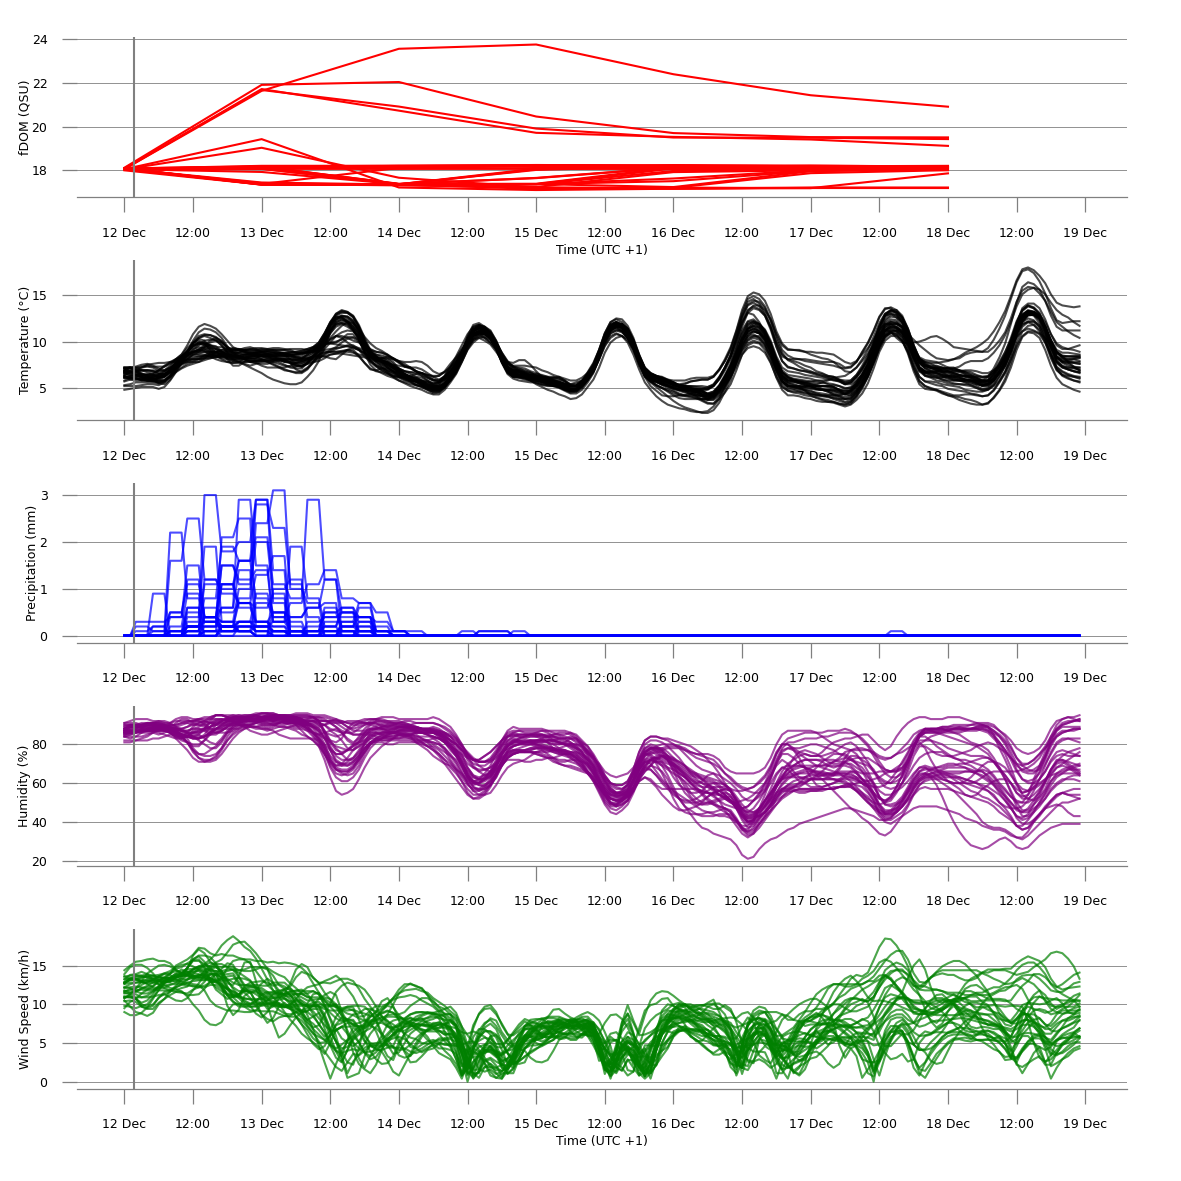 24
22
20
18
fDOM (QSU)
12 Dec 12:00 13 Dec 12:00 14 Dec 12:00 15 Dec 12:00 16 Dec 12:00 17 Dec 12:00 18 Dec 12:00 19 Dec
Time (UTC +1)
15
10
5
Temperature (°C)
12 Dec 12:00 13 Dec 12:00 14 Dec 12:00 15 Dec 12:00 16 Dec 12:00 17 Dec 12:00 18 Dec 12:00 19 Dec
3
2
1
0
Precipitation (mm)
12 Dec 12:00 13 Dec 12:00 14 Dec 12:00 15 Dec 12:00 16 Dec 12:00 17 Dec 12:00 18 Dec 12:00 19 Dec
80
60
40
20
Humidity (%)
12 Dec 12:00 13 Dec 12:00 14 Dec 12:00 15 Dec 12:00 16 Dec 12:00 17 Dec 12:00 18 Dec 12:00 19 Dec
15
10
5
0
Wind Speed (km/h)
12 Dec 12:00 13 Dec 12:00 14 Dec 12:00 15 Dec 12:00 16 Dec 12:00 17 Dec 12:00 18 Dec 12:00 19 Dec
Time (UTC +1)